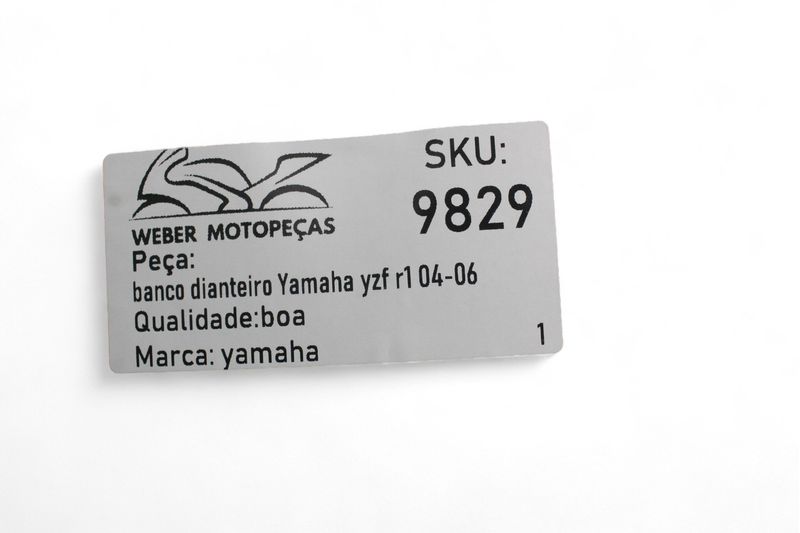 SKU:
9829
WEBER MOTOPEÇAS
Peça:
banco dianteiro Yamaha yzf r1 04-06
Qualidade:boa
Marca: yamaha
1